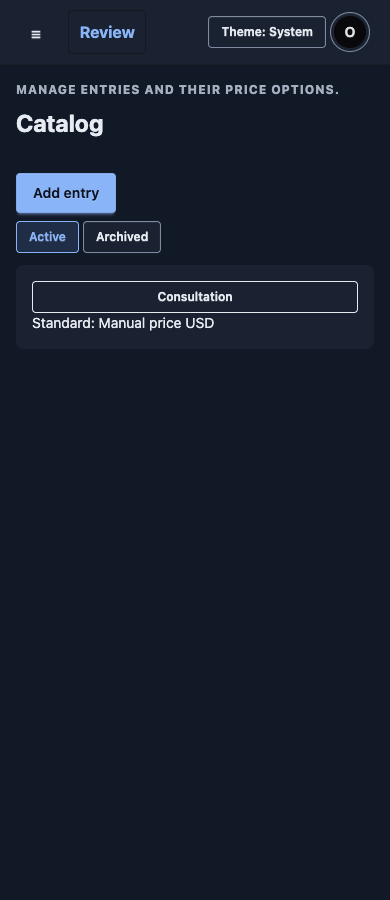 Review
Theme: System
O
MANAGE ENTRIES AND THEIR PRICE OPTIONS.
Catalog
Add entry
Active
Archived
Consultation
Standard: Manual price USD